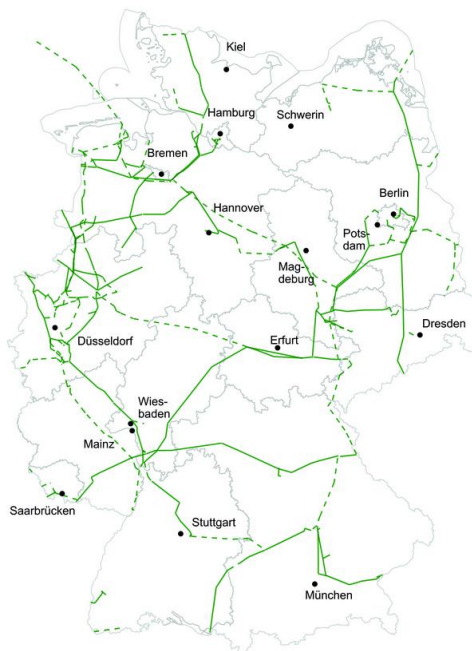 Kiel
Hamburg
Schwerin
Bremen
Berlin
Hannover
Pots-
dam
Mag-
deburg
Dresden
Düsseldorf
Erfurt
Wies-
baden
Mainz
Saarbrücken
Stuttgart
München